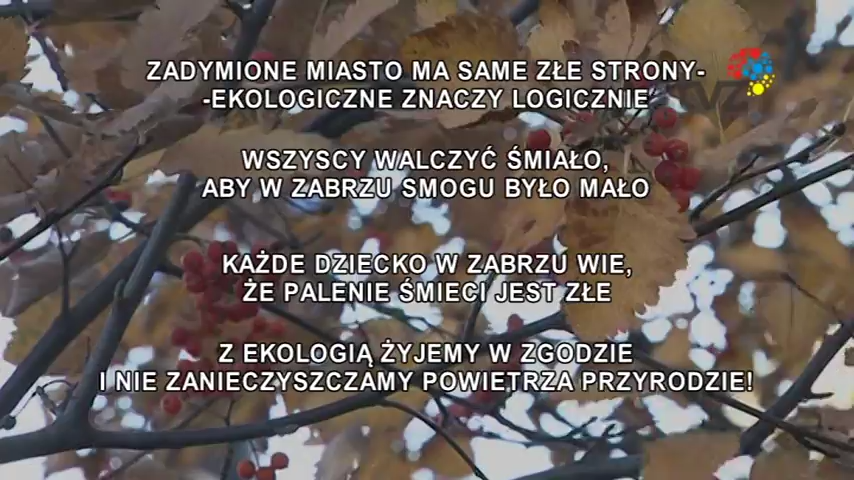 ZADYMIONE MIASTO MA SAME ZŁE STRONY-
-EKOLOGICZNE ZNACZY LOGICZNIE
WSZYSCY WALCZYĆ ŚMIAŁO,
ABY W ZABRZU SMOGU BYŁO MAŁO
KAŻDE DZIECKO W ZABRZU WIE,
ŻE PALENIE ŚMIECI JEST ZŁE
Z EKOLOGIĄ ŻYJEMY W ZGODZIE
I NIE ZANIECZYSZCZAMY POWIETRZA PRZYRODZIE!